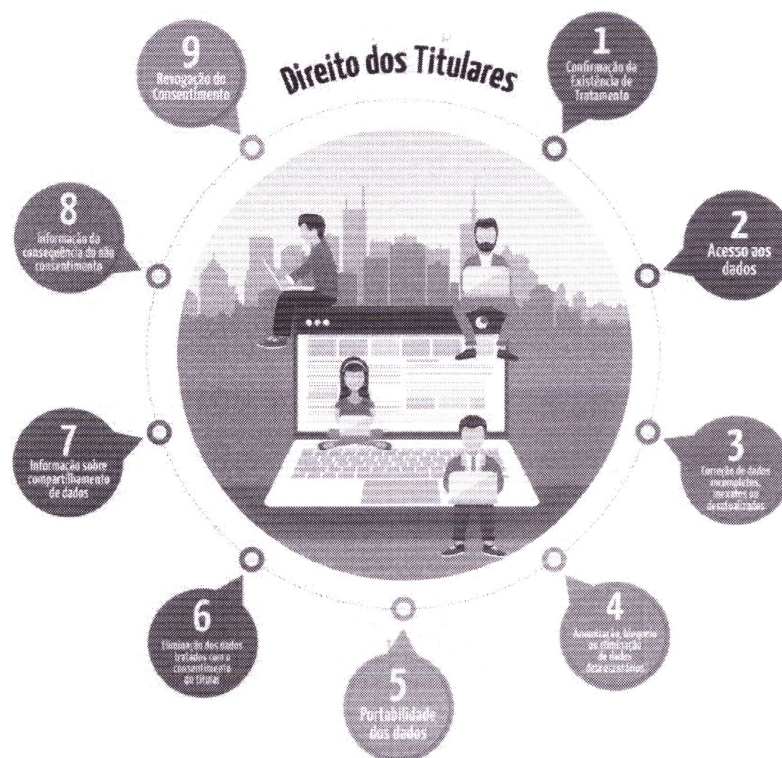 Direito dos Titulares
1
Confirmação da
Existência de
Tratamento
2
Acesso aos
dados
3
Correção de dados
incompletos,
inexatos ou
desatualizados
4
Anonimização, bloqueio
ou eliminação
de dados
desnecessários
5
Portabilidade
dos dados
6
Eliminação dos dados
tratados com o
consentimento
do titular
7
Informação sobre
compartilhamento
de dados
8
Informação da
consequência do não
consentimento
9
Revogação do
Consentimento